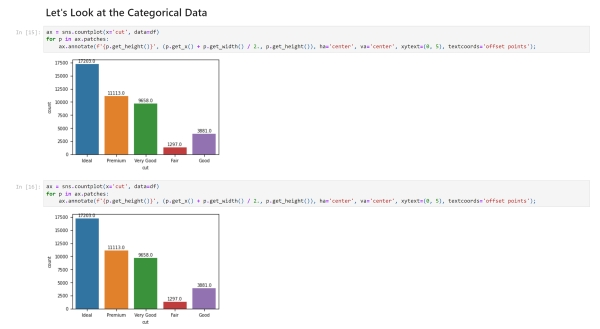 Let's Look at the Categorical Data
In [15]:
ax = sns.countplot(x='cut', data=df)
for p in ax.patches:
ax.annotate(f'{p.get_height()}', (p.get_x() + p.get_width() / 2., p.get_height()), ha='center', va='center', xytext=(0, 5), textcoords='offset points');
17203.0
17500
15000
12500
11113.0
10000
9658.0
7500
5000
3881.0
2500
1297.0
0
count
Ideal Premium Very Good Fair Good
cut
In [16]:
ax = sns.countplot(x='cut', data=df)
for p in ax.patches:
ax.annotate(f'{p.get_height()}', (p.get_x() + p.get_width() / 2., p.get_height()), ha='center', va='center', xytext=(0, 5), textcoords='offset points');
17203.0
17500
15000
12500
11113.0
10000
9658.0
7500
5000
3881.0
2500
1297.0
0
count
Ideal Premium Very Good Fair Good
cut